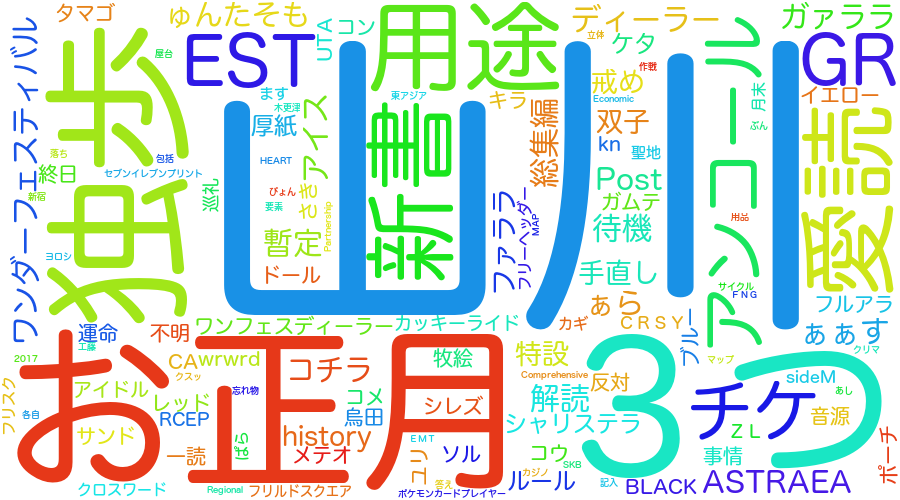 タマゴ
ゅんたそも
UTA
コン
用途
ディーラー
立体
ケタ
作戦
アンコール
ガァララ
GR
ワンダーフェスティバル
独歩
屋台
EST
山川
ます
木更津
東アジア
キラ
戒め
Economic
月末
ぶん
イエロー
厚紙
アイス
新書
総集編
双子
kn
聖地
愛読
落ち
終日
包括
セブンイレブンプリント
新宿
HEART
ぴょん
要素
さき
Partnership
巡礼
Post
ガムテ
待機
用品
暫定
ファララ
フリーヘッダー
MAP
ヨロシ
ドール
手直し
サイクル
FNG
ぁら
フルアラ
お正月
運命
工藤
不明
ワンフェスディーラー
カッキーライド
カギ
CRSY
ブルー
ぁぁす
クリマ
3つ
2017
CA
wrwrd
クスッ
コチラ
牧絵
特設
Comprehensive
反対
マップ
フリスク
各自
アイドル
レッド
RCEP
忘れ物
コメ
烏田
シレズ
解読
シャリステラ
チケ
sideM
あし
音源
サンド
一読
ぱら
history
メテオ
EMT
ユリ
ソル
コウ
SKB
ZL
事情
ポーチ
クロスワード
Regional
フリルドスクエア
答え
ポケモンカードプレイヤー
カジノ
ルール
記入
BLACK
ASTRAEA